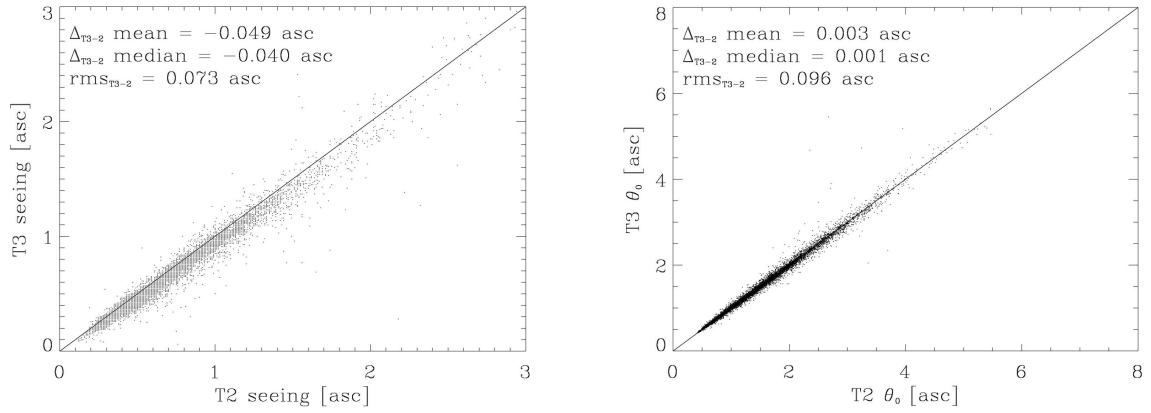 3
Δ_T3-2 mean = −0.049 asc
Δ_T3-2 median = −0.040 asc
rms_T3-2 = 0.073 asc
2
T3 seeing [asc]
1
0
0 1 2 3
T2 seeing [asc]
8
Δ_T3-2 mean = 0.003 asc
Δ_T3-2 median = 0.001 asc
rms_T3-2 = 0.096 asc
6
T3 θ₀ [asc]
4
2
0
0 2 4 6 8
T2 θ₀ [asc]